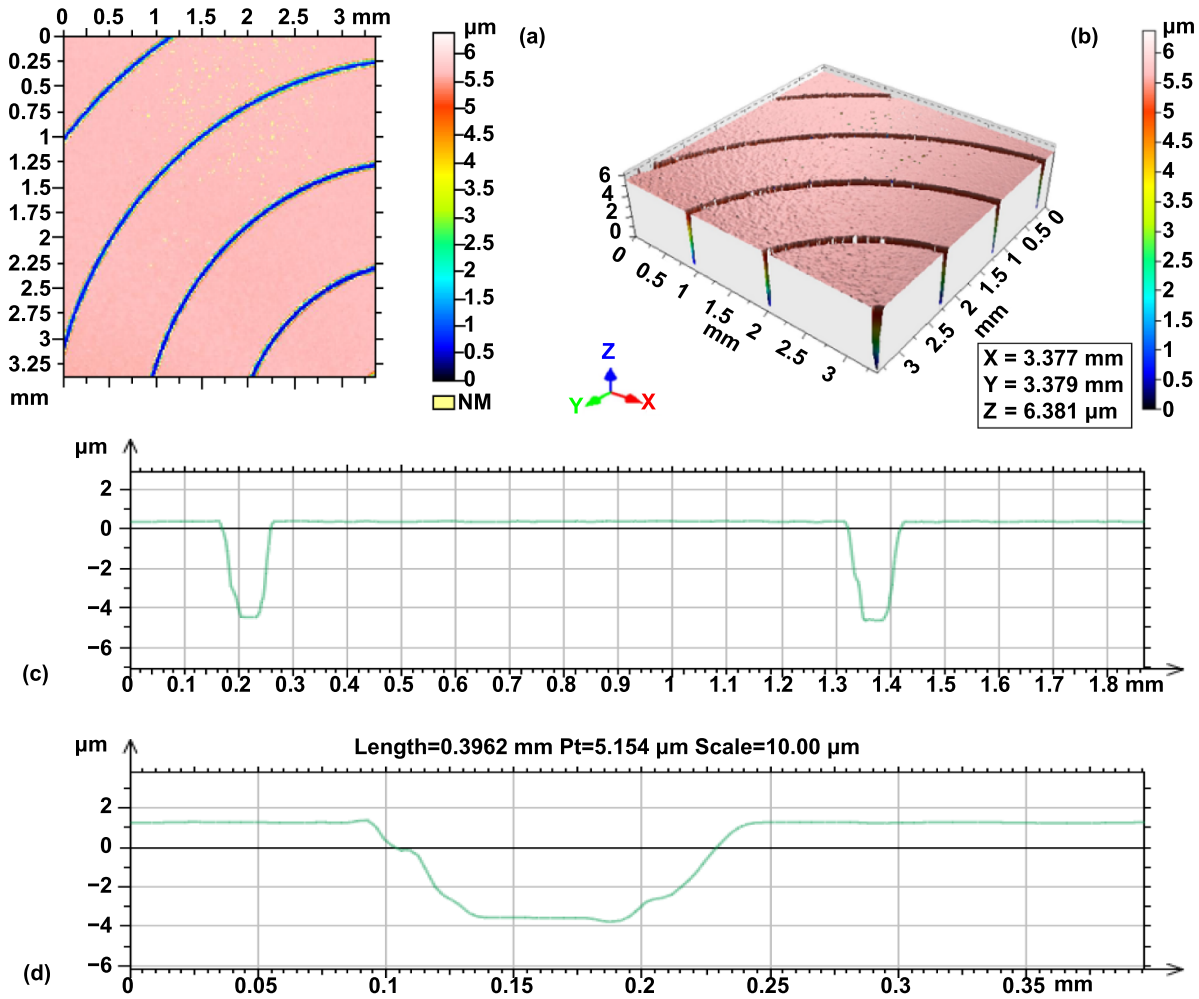 0 0.5 1 1.5 2 2.5 3 mm
0
0.25
0.5
0.75
1
1.25
1.5
1.75
2
2.25
2.5
2.75
3
3.25
mm
µm
6
5.5
5
4.5
4
3.5
3
2.5
2
1.5
1
0.5
0
NM
(a)
(b)
6
4
2
0
0 0.5 1 1.5 2 2.5 3
mm
0 0.5 1 1.5 2 2.5 3
mm
Z
Y X
µm
6
5.5
5
4.5
4
3.5
3
2.5
2
1.5
1
0.5
0
X = 3.377 mm
Y = 3.379 mm
Z = 6.381 µm
µm
2
0
−2
−4
−6
(c)
0 0.1 0.2 0.3 0.4 0.5 0.6 0.7 0.8 0.9 1 1.1 1.2 1.3 1.4 1.5 1.6 1.7 1.8 mm
µm
Length=0.3962 mm Pt=5.154 µm Scale=10.00 µm
2
0
−2
−4
−6
(d)
0 0.05 0.1 0.15 0.2 0.25 0.3 0.35 mm